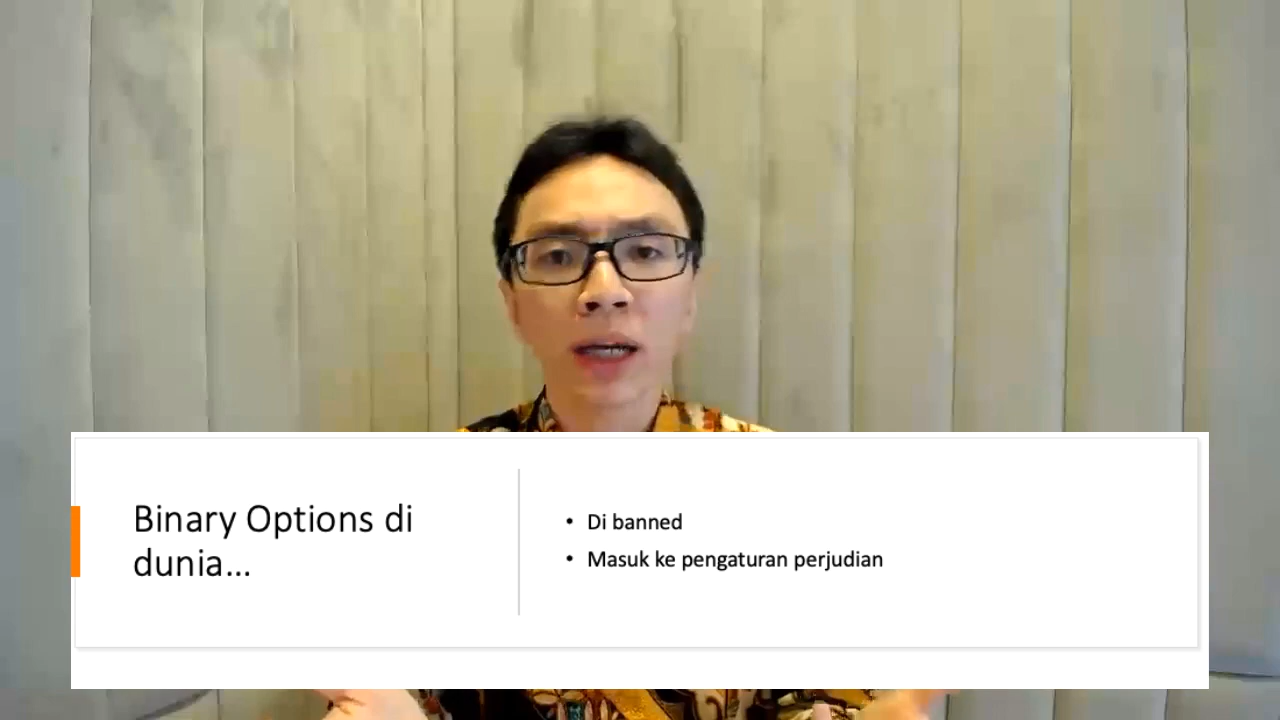 Binary Options di
dunia...
• Di banned
• Masuk ke pengaturan perjudian